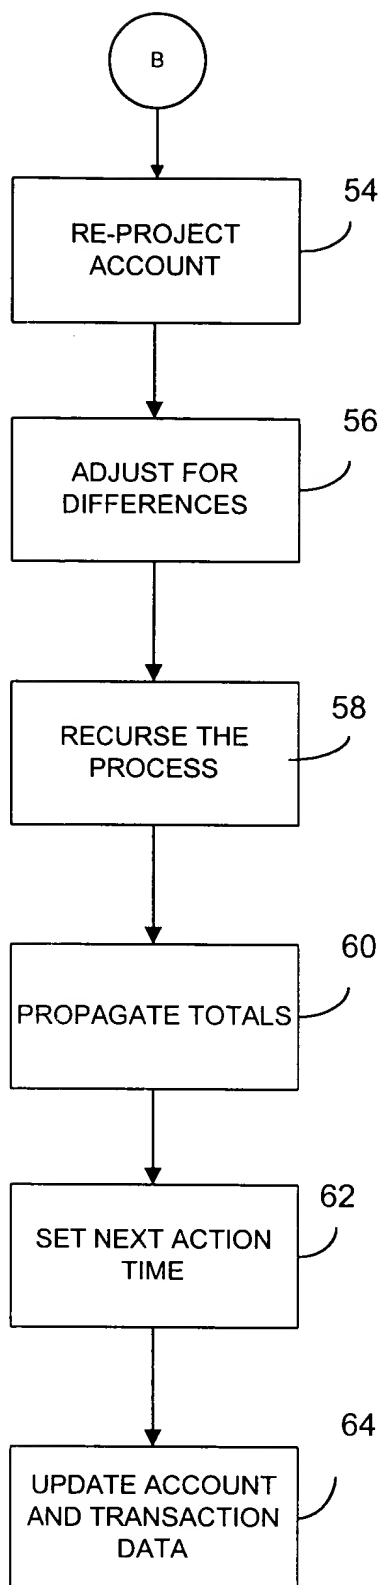 B
54
RE-PROJECT
ACCOUNT
56
ADJUST FOR
DIFFERENCES
58
RECURSE THE
PROCESS
60
PROPAGATE TOTALS
62
SET NEXT ACTION
TIME
64
UPDATE ACCOUNT
AND TRANSACTION
DATA